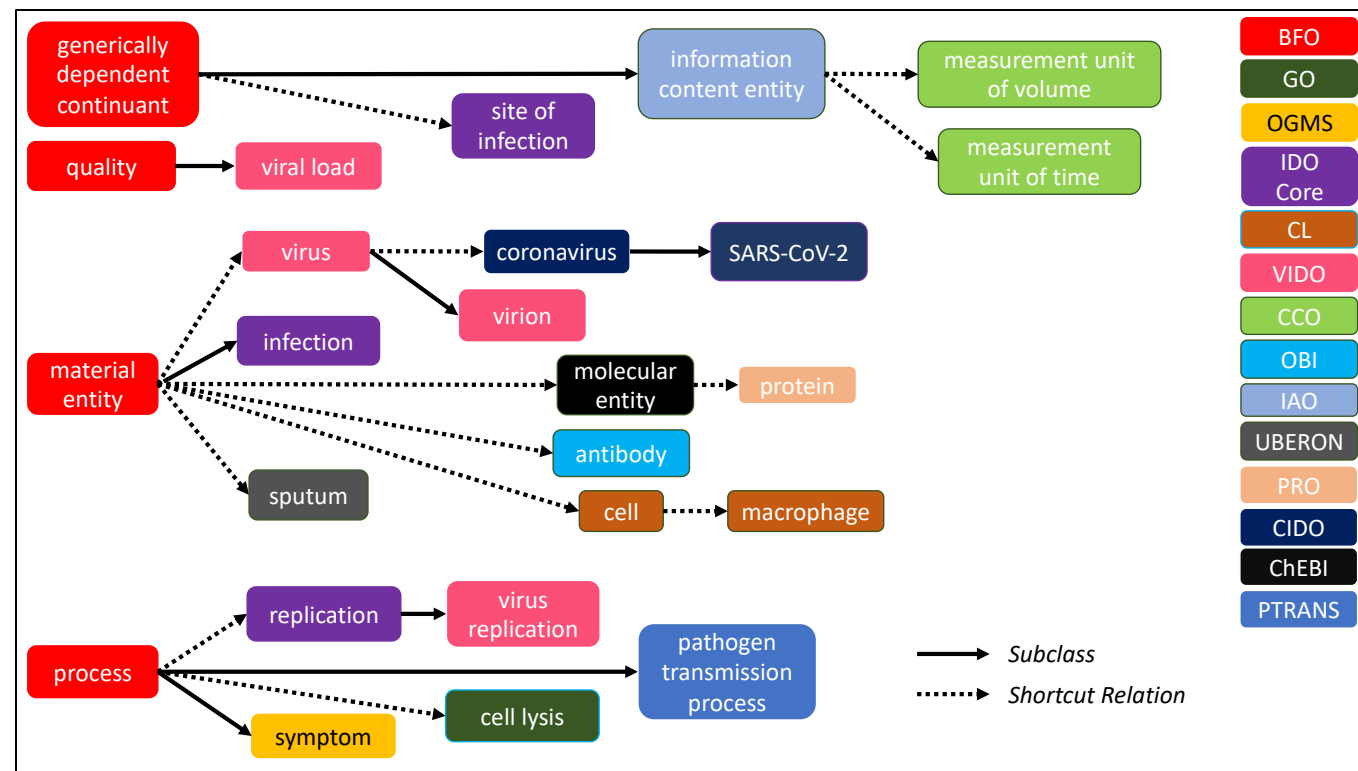 generically
dependent
continuant
information
content entity
measurement unit
of volume
site of
infection
measurement
unit of time
quality
viral load
virus
coronavirus
SARS-CoV-2
virion
infection
material
entity
molecular
entity
protein
antibody
sputum
cell
macrophage
replication
virus
replication
process
pathogen
transmission
process
cell lysis
symptom
Subclass
Shortcut Relation
BFO
GO
OGMS
IDO
Core
CL
VIDO
CCO
OBI
IAO
UBERON
PRO
CIDO
ChEBI
PTRANS